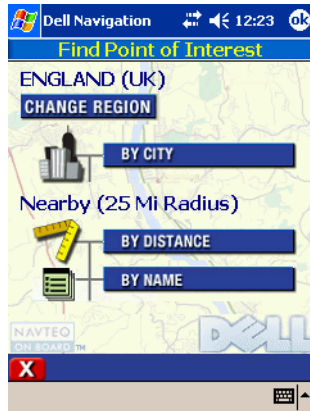 Dell Navigation 12:23 ok
Find Point of Interest
ENGLAND (UK)
CHANGE REGION
BY CITY
Nearby (25 Mi Radius)
BY DISTANCE
BY NAME
NAVTEQ
ON BOARD TM
DELL
X